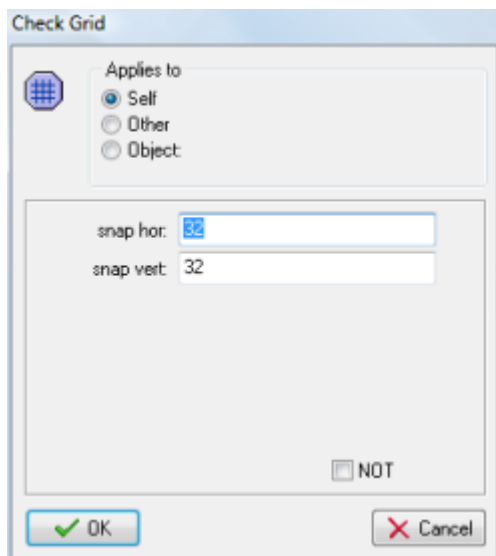 Check Grid
Applies to
Self
Other
Object:
snap hor: 32
snap vert: 32
NOT
OK
Cancel